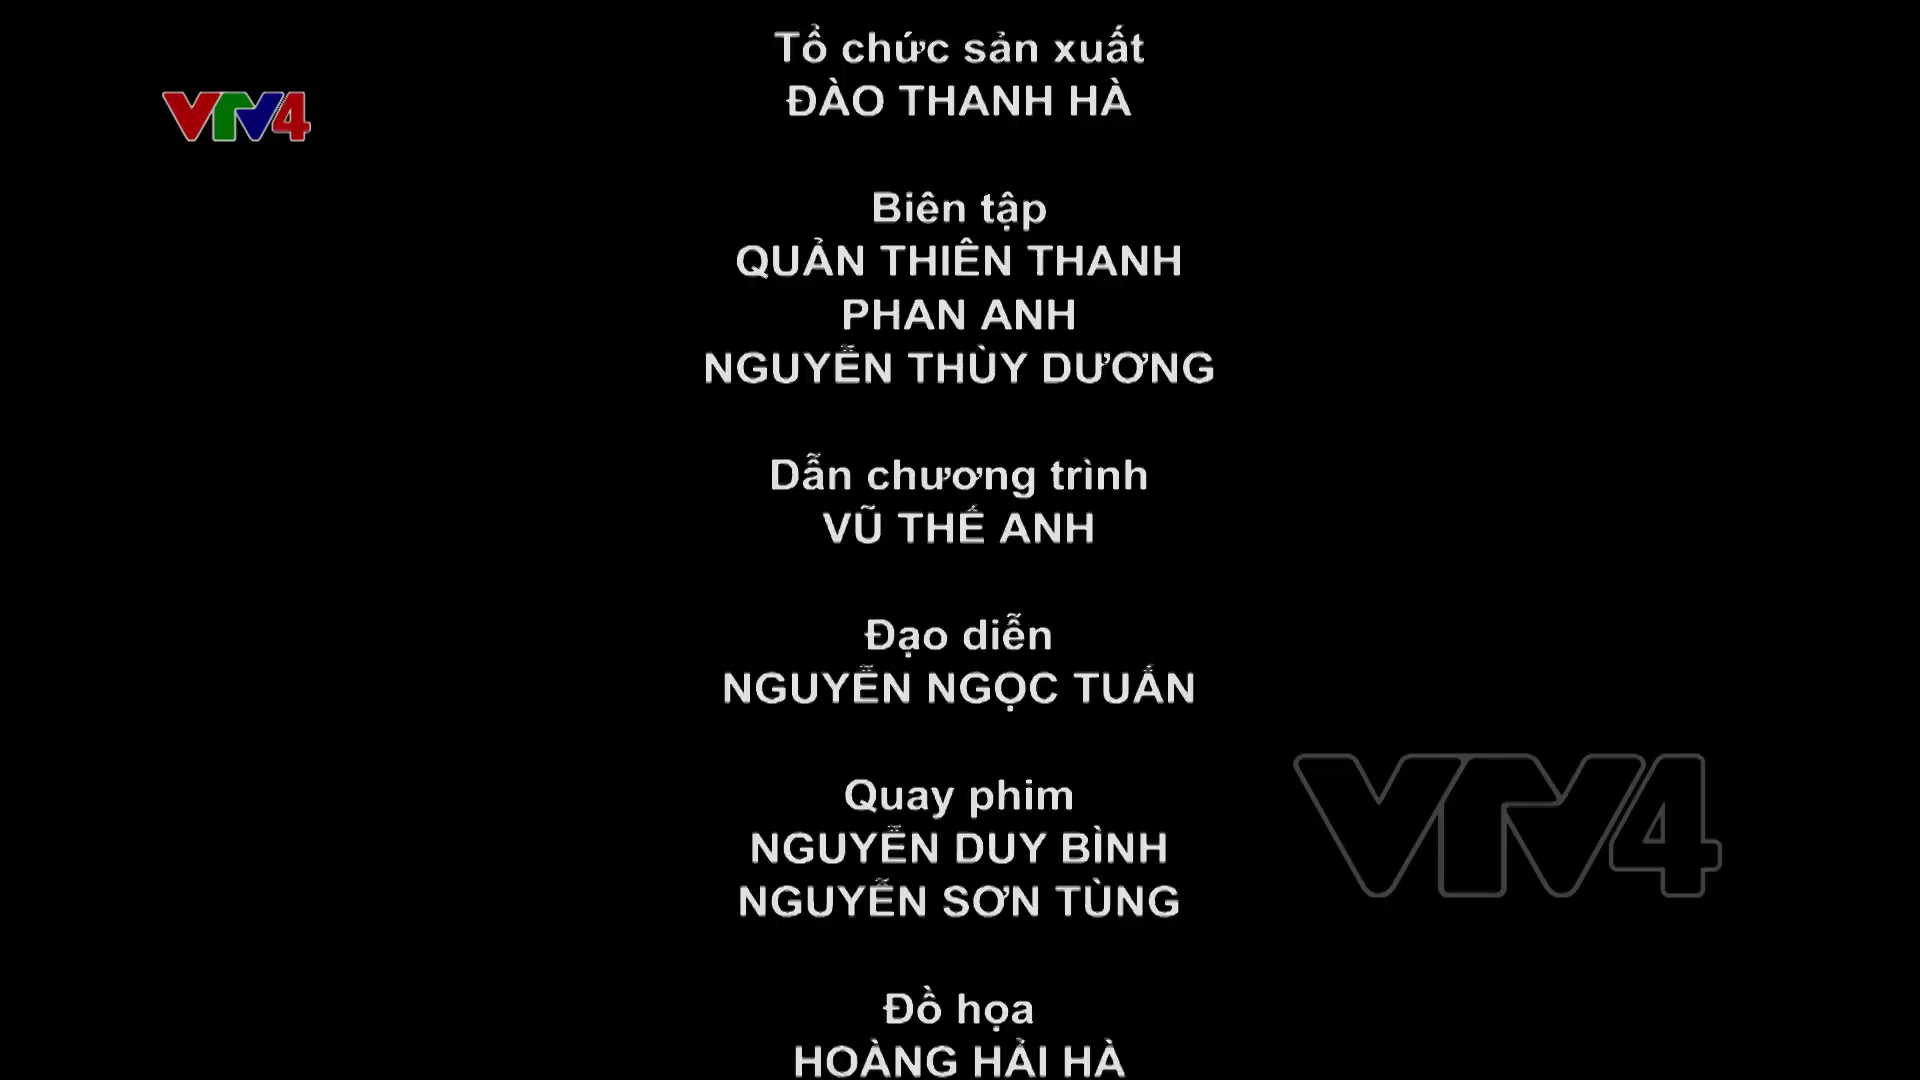 Tổ chức sản xuất
ĐÀO THANH HÀ
VTV4
Biên tập
QUẢN THIÊN THANH
PHAN ANH
NGUYỄN THÙY DƯƠNG
Dẫn chương trình
VŨ THẾ ANH
Đạo diễn
NGUYỄN NGỌC TUẤN
Quay phim
NGUYỄN DUY BÌNH
NGUYỄN SƠN TÙNG
VTV4
Đồ họa
HOÀNG HẢI HÀ